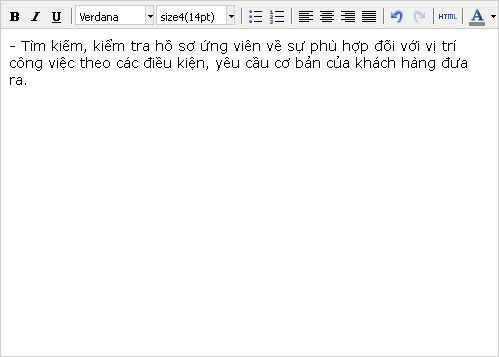 B I U Verdana size4(14pt) HTML A
- Tìm kiếm, kiểm tra hồ sơ ứng viên về sự phù hợp đối với vị trí
công việc theo các điều kiện, yêu cầu cơ bản của khách hàng đưa
ra.